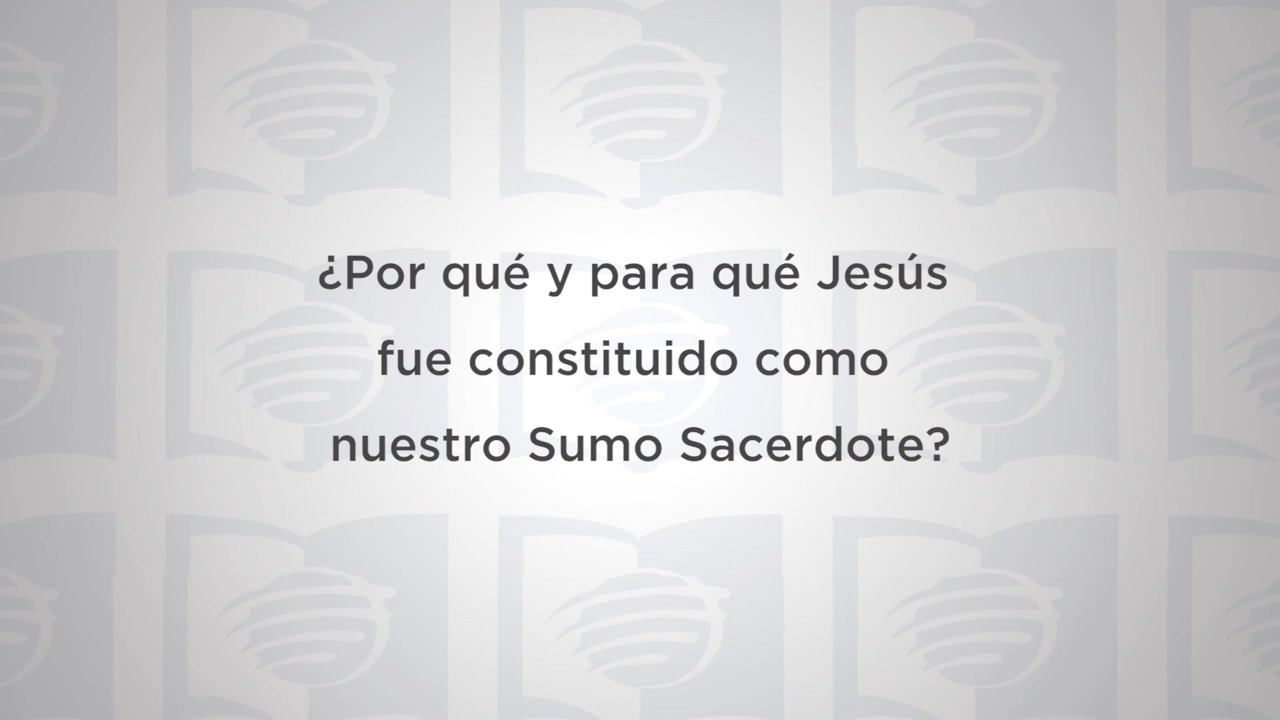 ¿Por qué y para qué Jesús
fue constituido como
nuestro Sumo Sacerdote?